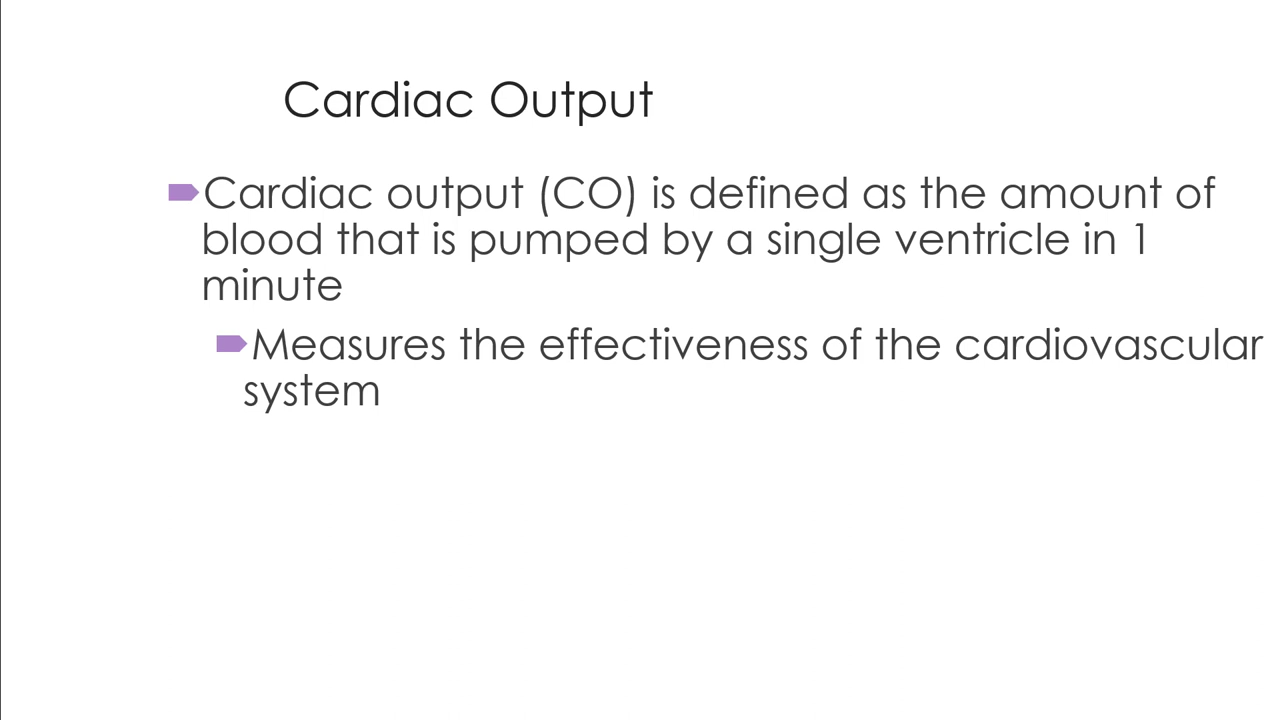 Cardiac Output
Cardiac output (CO) is defined as the amount of
blood that is pumped by a single ventricle in 1
minute
Measures the effectiveness of the cardiovascular
system